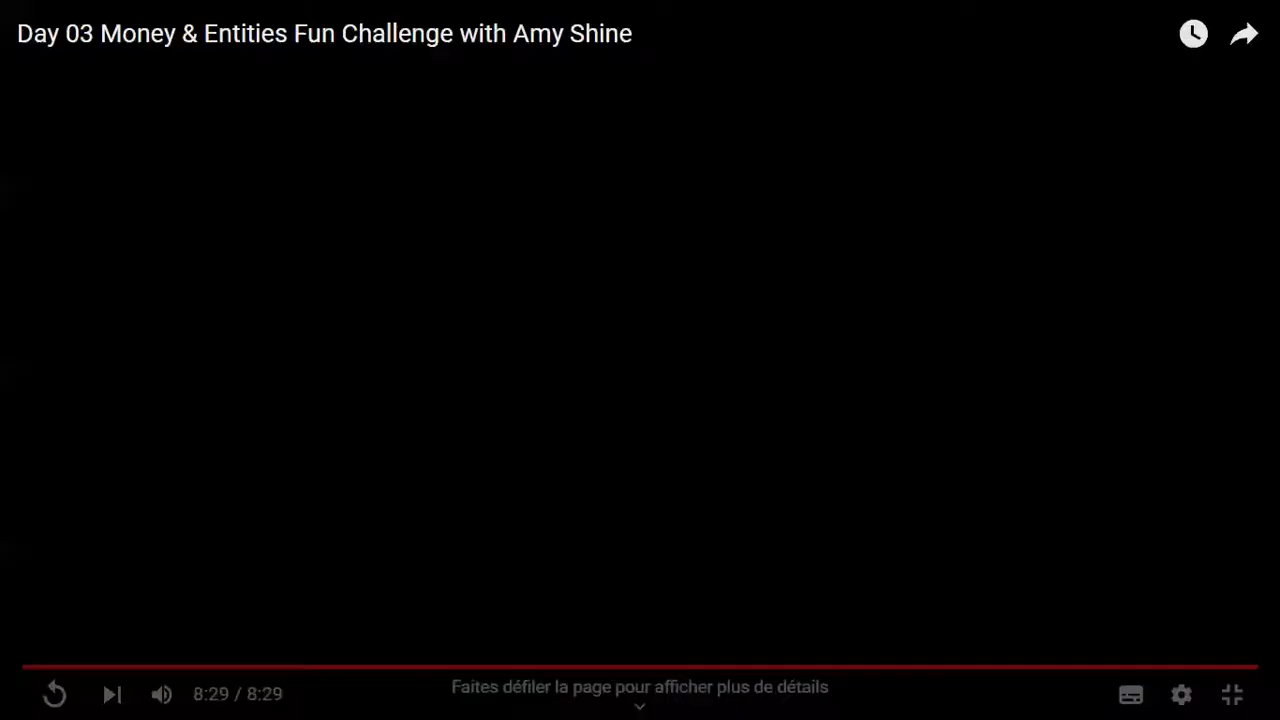 Day 03 Money & Entities Fun Challenge with Amy Shine
8:29 / 8:29
Faites défiler la page pour afficher plus de détails